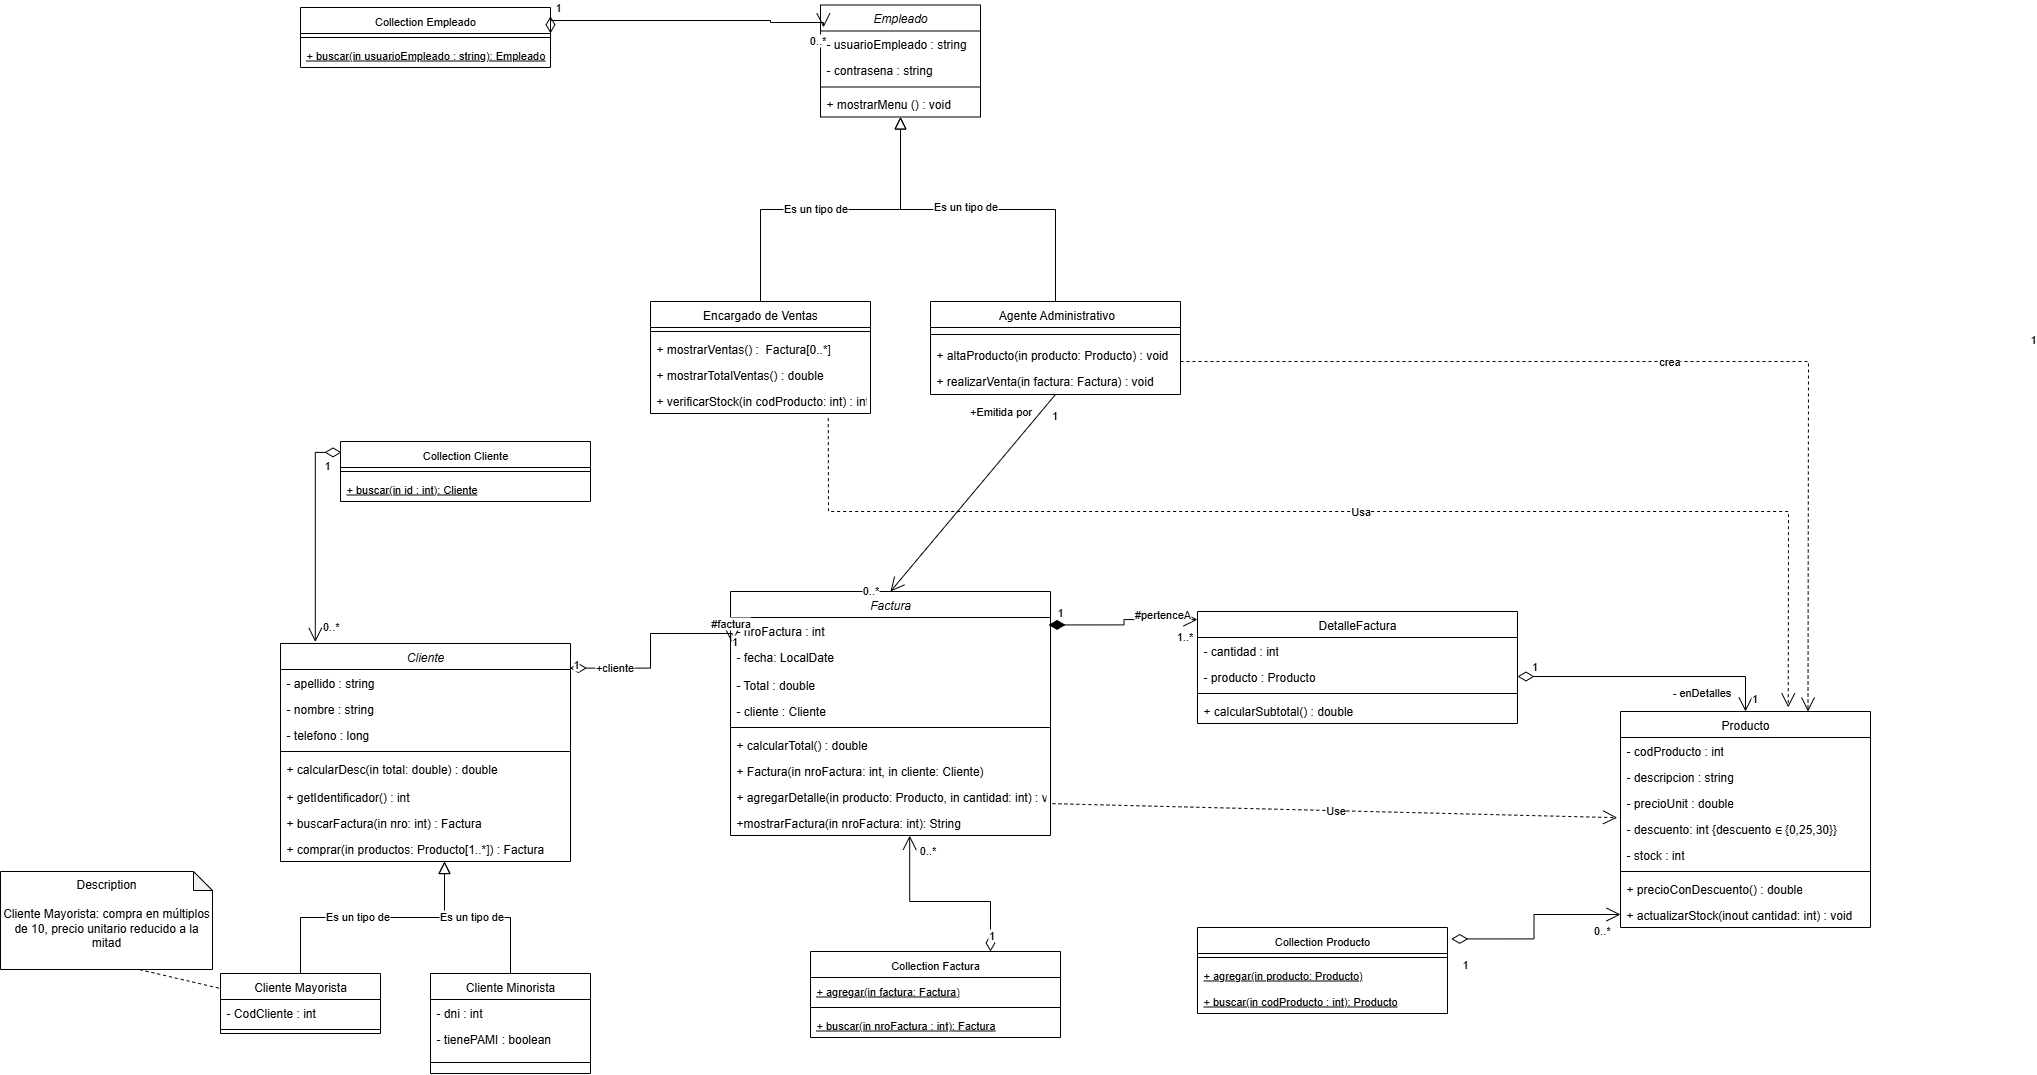 Collection Empleado
+ buscar(in usuarioEmpleado : string): Empleado
1
0..*
Empleado
- usuarioEmpleado : string
- contrasena : string
+ mostrarMenu () : void
Es un tipo de
Es un tipo de
Encargado de Ventas
+ mostrarVentas() :  Factura[0..*]
+ mostrarTotalVentas() : double
+ verificarStock(in codProducto: int) : int
Agente Administrativo
+ altaProducto(in producto: Producto) : void
+ realizarVenta(in factura: Factura) : void
crea
1
+Emitida por
1
Usa
Collection Cliente
+ buscar(in id : int): Cliente
1
0..*
0..*
Cliente
- apellido : string
- nombre : string
- telefono : long
+ calcularDesc(in total: double) : double
+ getIdentificador() : int
+ buscarFactura(in nro: int) : Factura
+ comprar(in productos: Producto[1..*]) : Factura
1
+cliente
#factura
1
Factura
- nroFactura : int
- fecha: LocalDate
- Total : double
- cliente : Cliente
+ calcularTotal() : double
+ Factura(in nroFactura: int, in cliente: Cliente)
+ agregarDetalle(in producto: Producto, in cantidad: int) : v
+mostrarFactura(in nroFactura: int): String
1
#pertenceA
1..*
DetalleFactura
- cantidad : int
- producto : Producto
+ calcularSubtotal() : double
1
- enDetalles
1
Use
Producto
- codProducto : int
- descripcion : string
- precioUnit : double
- descuento: int {descuento ∈ {0,25,30}}
- stock : int
+ precioConDescuento() : double
+ actualizarStock(inout cantidad: int) : void
Description
Cliente Mayorista: compra en múltiplos
de 10, precio unitario reducido a la
mitad
Es un tipo de
Es un tipo de
Cliente Mayorista
- CodCliente : int
Cliente Minorista
- dni : int
- tienePAMI : boolean
0..*
1
Collection Factura
+ agregar(in factura: Factura)
+ buscar(in nroFactura : int): Factura
Collection Producto
+ agregar(in producto: Producto)
+ buscar(in codProducto : int): Producto
0..*
1